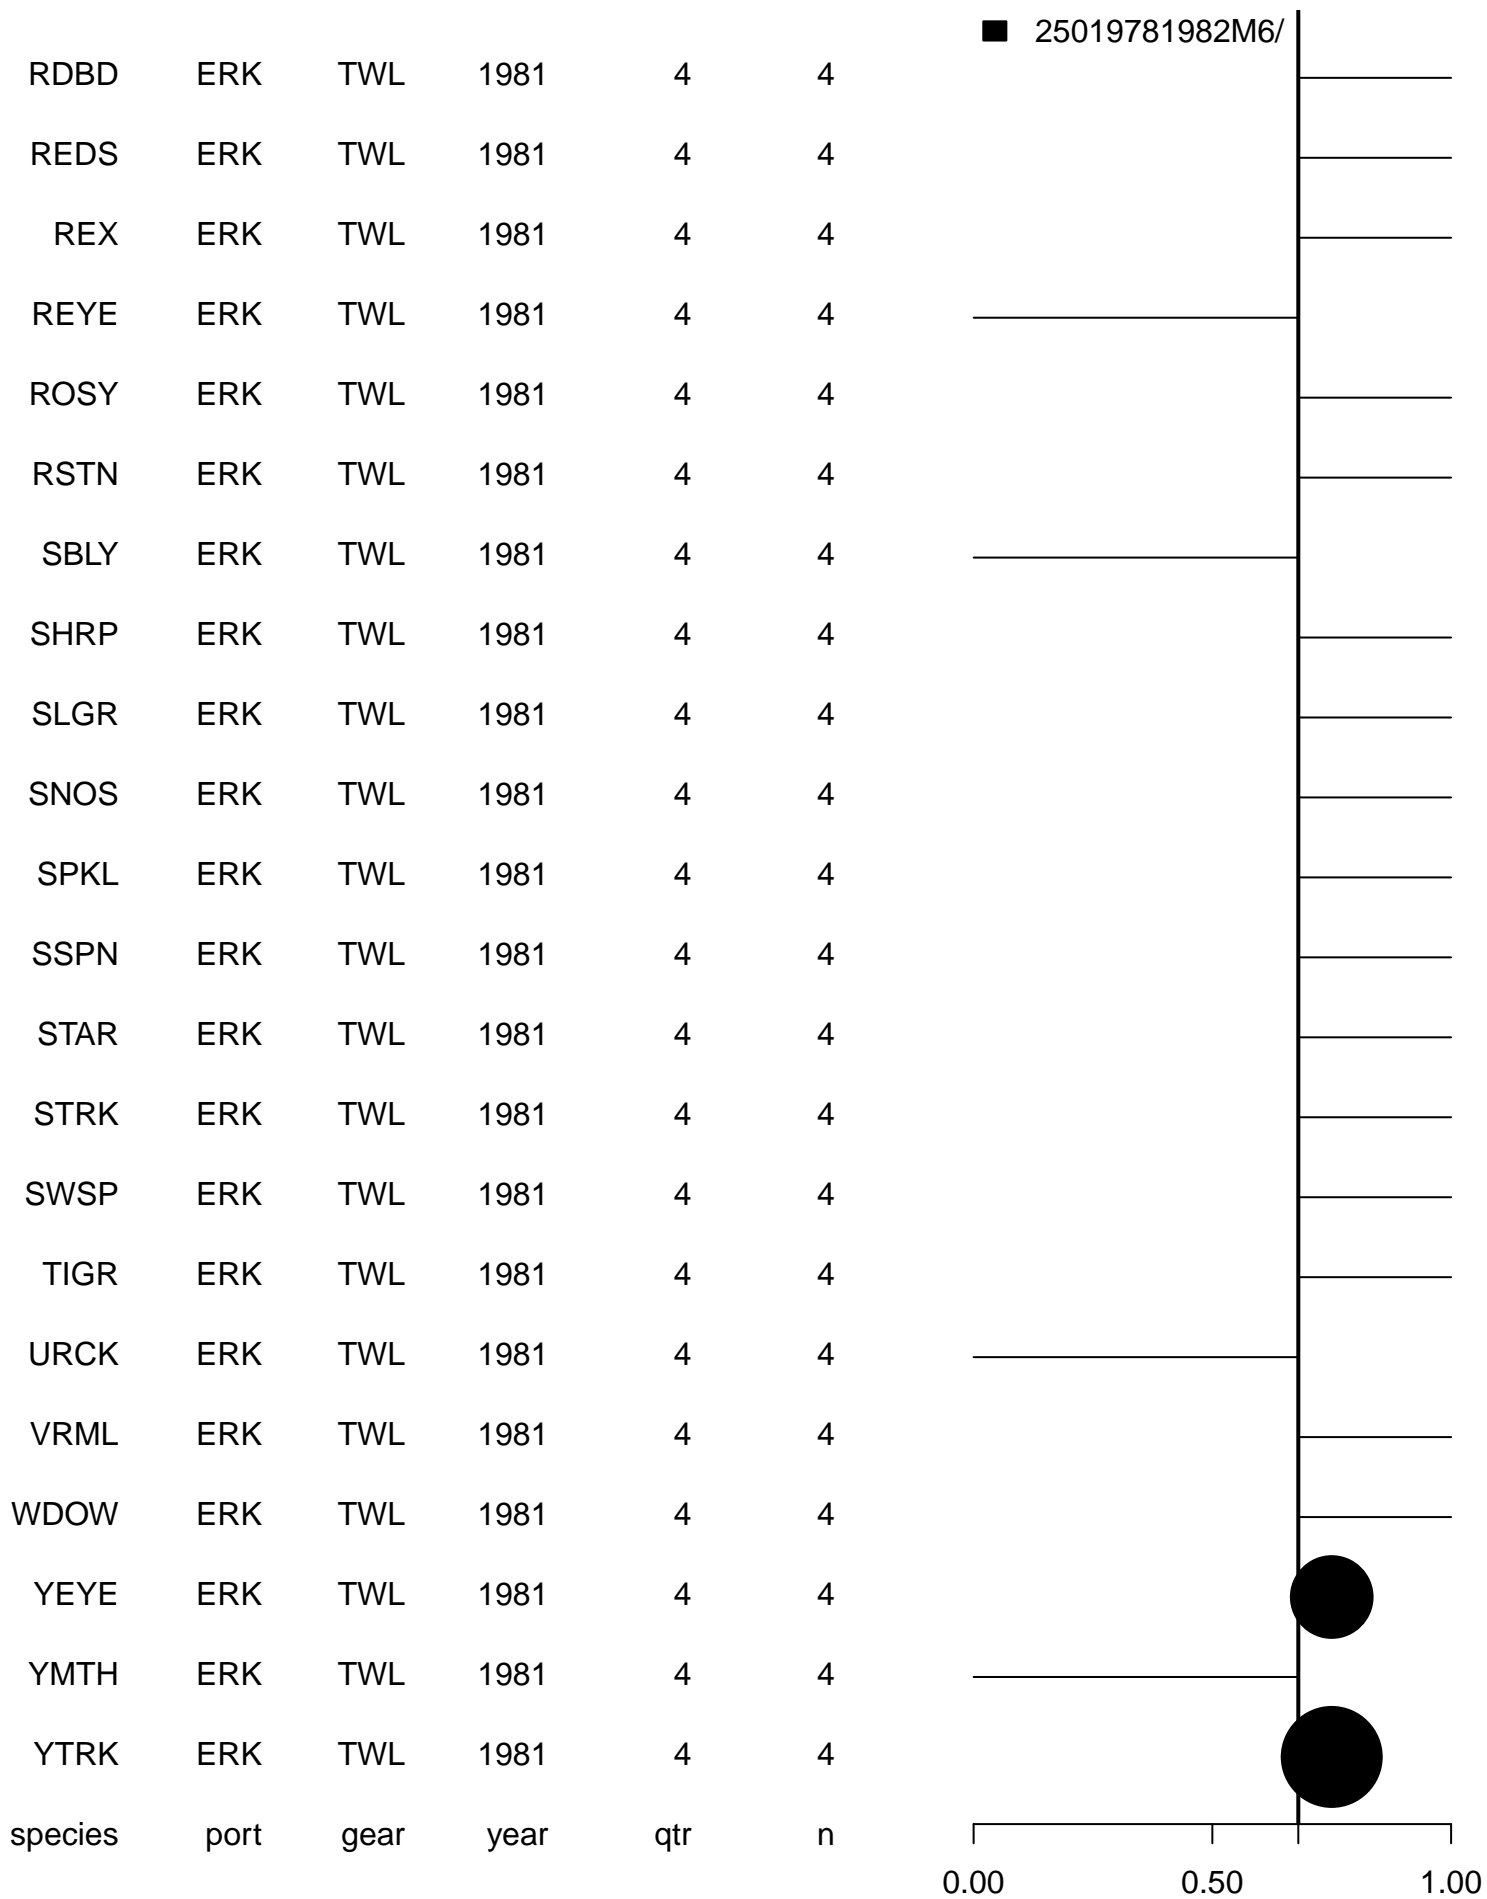 25019781982M6/
RDBD ERK TWL 1981 4 4
REDS ERK TWL 1981 4 4
REX ERK TWL 1981 4 4
REYE ERK TWL 1981 4 4
ROSY ERK TWL 1981 4 4
RSTN ERK TWL 1981 4 4
SBLY ERK TWL 1981 4 4
SHRP ERK TWL 1981 4 4
SLGR ERK TWL 1981 4 4
SNOS ERK TWL 1981 4 4
SPKL ERK TWL 1981 4 4
SSPN ERK TWL 1981 4 4
STAR ERK TWL 1981 4 4
STRK ERK TWL 1981 4 4
SWSP ERK TWL 1981 4 4
TIGR ERK TWL 1981 4 4
URCK ERK TWL 1981 4 4
VRML ERK TWL 1981 4 4
WDOW ERK TWL 1981 4 4
YEYE ERK TWL 1981 4 4
YMTH ERK TWL 1981 4 4
YTRK ERK TWL 1981 4 4
species port gear year qtr n
0.00 0.50 1.00